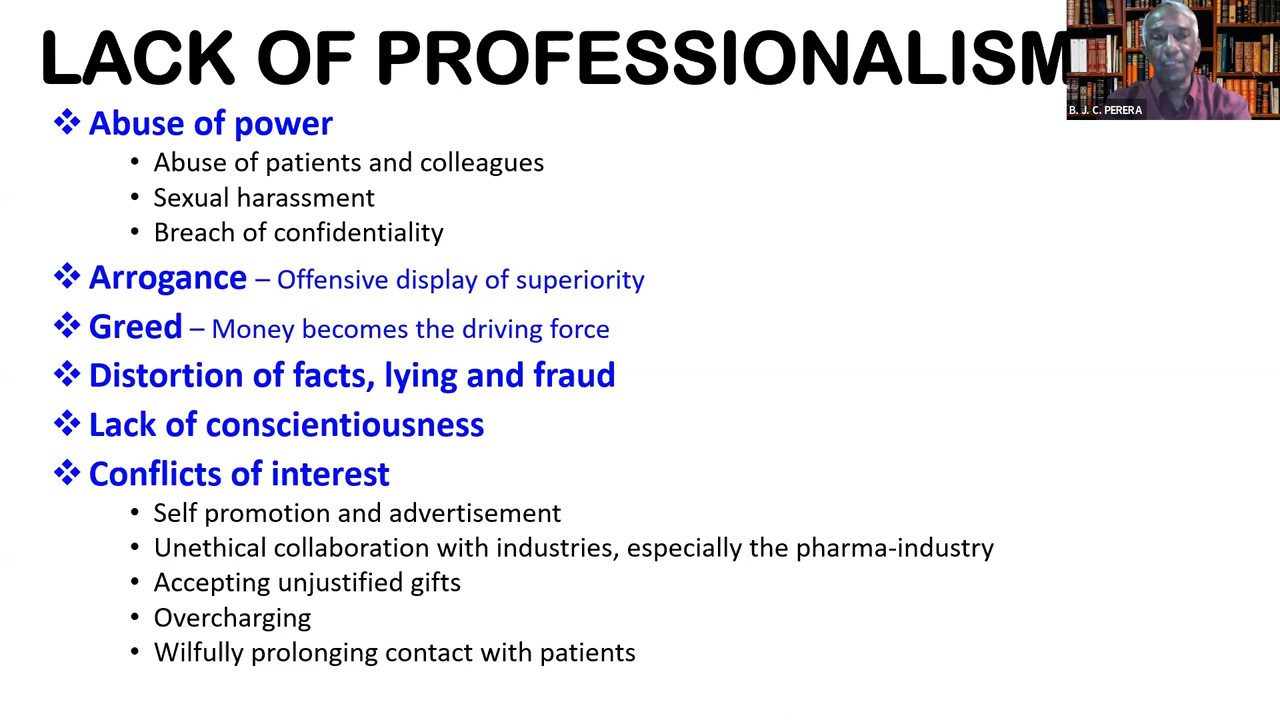 LACK OF PROFESSIONALISM
B. J. C. PERERA
❖ Abuse of power
• Abuse of patients and colleagues
• Sexual harassment
• Breach of confidentiality
❖ Arrogance – Offensive display of superiority
❖ Greed – Money becomes the driving force
❖ Distortion of facts, lying and fraud
❖ Lack of conscientiousness
❖ Conflicts of interest
• Self promotion and advertisement
• Unethical collaboration with industries, especially the pharma-industry
• Accepting unjustified gifts
• Overcharging
• Wilfully prolonging contact with patients